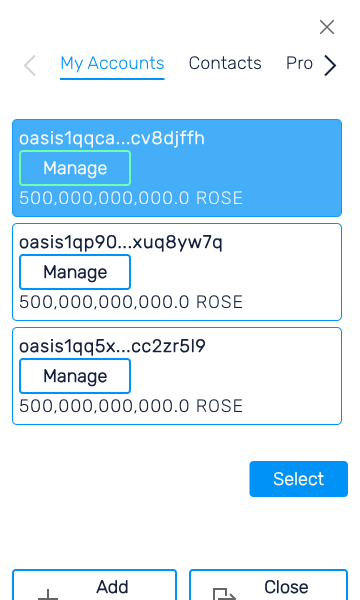 My Accounts Contacts Pro
oasis1qqca...cv8djffh
Manage
500,000,000,000.0 ROSE
oasis1qp90...xuq8yw7q
Manage
500,000,000,000.0 ROSE
oasis1qq5x...cc2zr5l9
Manage
500,000,000,000.0 ROSE
Select
Add Close